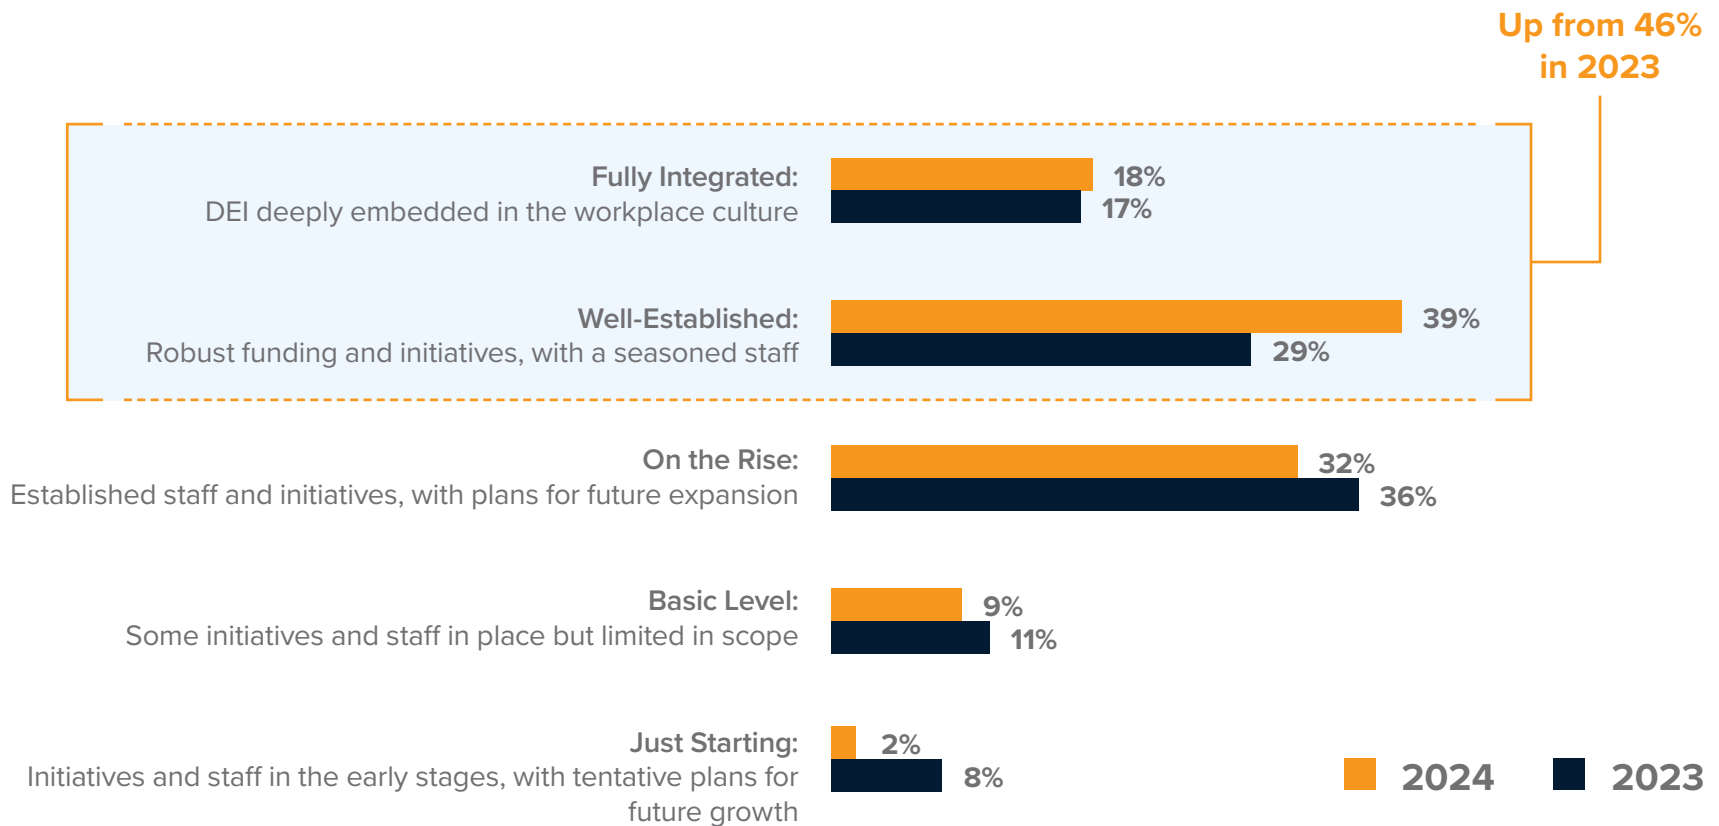 Up from 46%
in 2023
Fully Integrated:
DEI deeply embedded in the workplace culture
18%
17%
Well-Established:
Robust funding and initiatives, with a seasoned staff
39%
29%
On the Rise:
Established staff and initiatives, with plans for future expansion
32%
36%
Basic Level:
Some initiatives and staff in place but limited in scope
9%
11%
Just Starting:
Initiatives and staff in the early stages, with tentative plans for
future growth
2%
8%
2024
2023